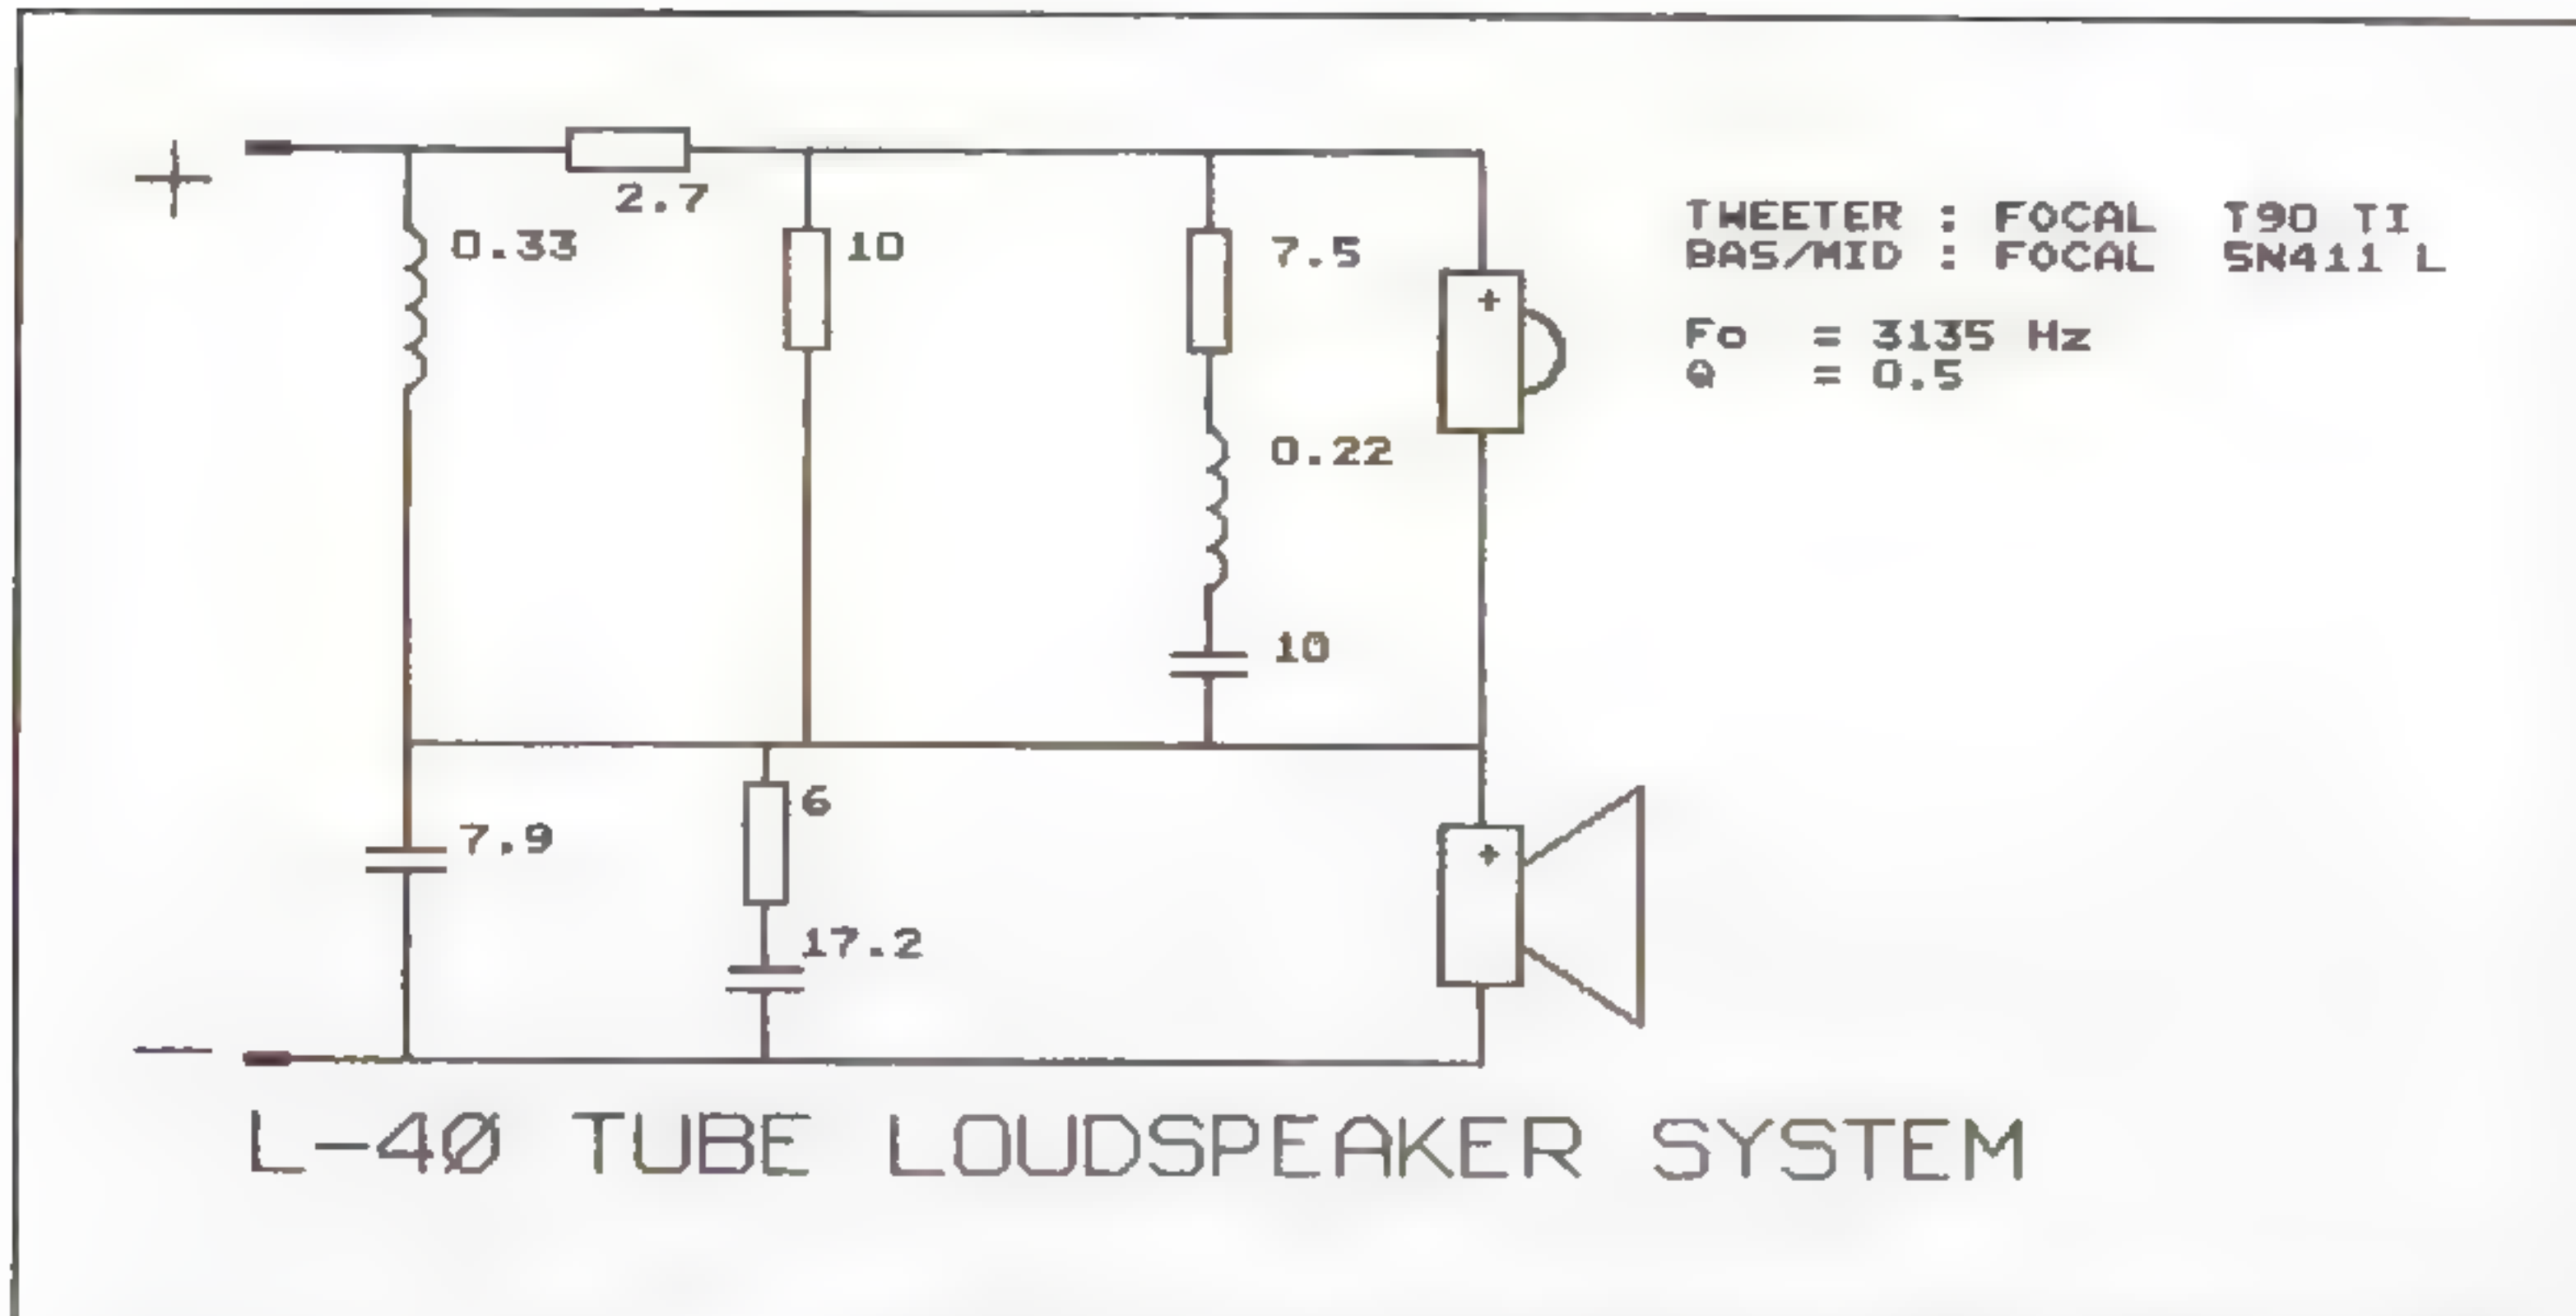 +
2.7
0.33
10
7.5
TWEETER : FOCAL T90 TI
BAS/MID : FOCAL 5N411 L
+
Fo = 3135 Hz
Q = 0.5
0.22
10
6
7.9
+
17.2
—
L-40 TUBE LOUDSPEAKER SYSTEM